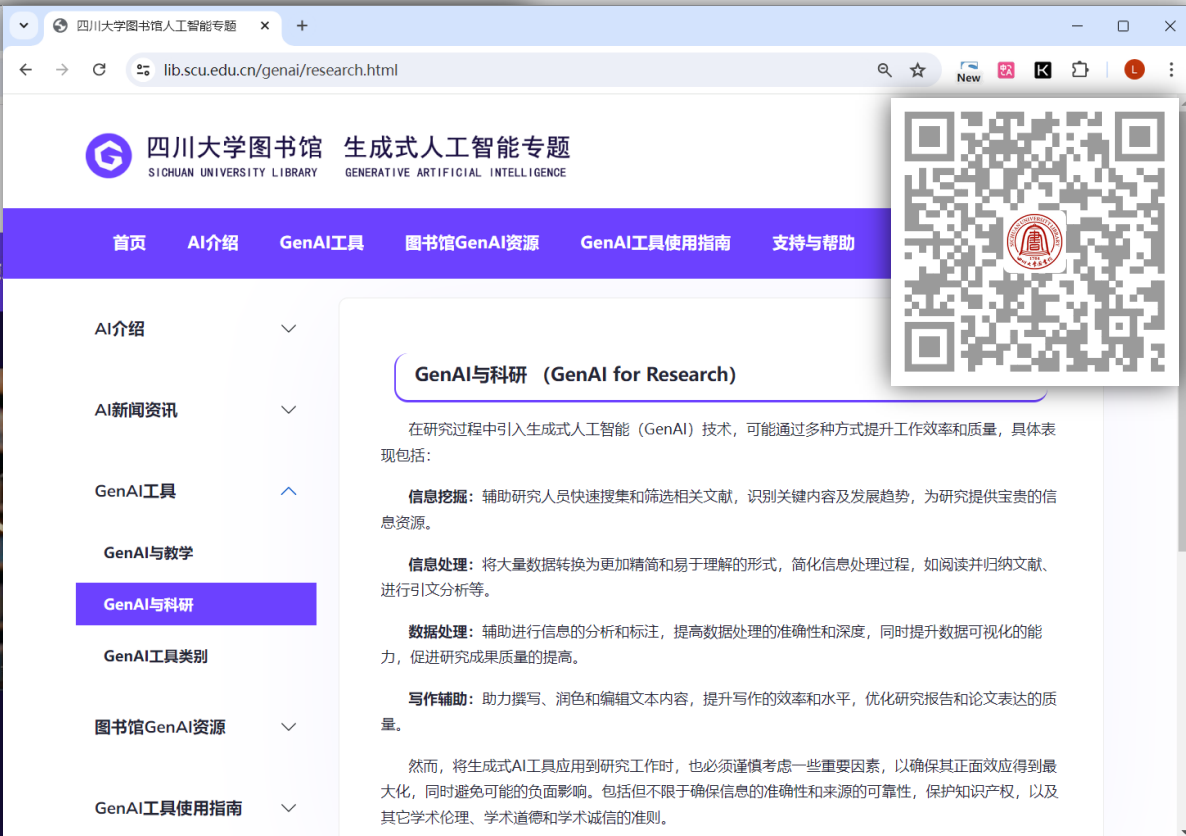 四川大学图书馆人工智能专题
lib.scu.edu.cn/genai/research.html
New
L
四川大学图书馆 生成式人工智能专题
SICHUAN UNIVERSITY LIBRARY GENERATIVE ARTIFICIAL INTELLIGENCE
首页 AI介绍 GenAI工具 图书馆GenAI资源 GenAI工具使用指南 支持与帮助
SICHUAN UNIVERSITY LIBRARY
AI介绍
AI新闻资讯
GenAI工具
GenAI与教学
GenAI与科研
GenAI工具类别
图书馆GenAI资源
GenAI工具使用指南
GenAI与科研 （GenAI for Research）
在研究过程中引入生成式人工智能（GenAI）技术，可能通过多种方式提升工作效率和质量，具体表
现包括：
信息挖掘：辅助研究人员快速搜集和筛选相关文献，识别关键内容及发展趋势，为研究提供宝贵的信
息资源。
信息处理：将大量数据转换为更加精简和易于理解的形式，简化信息处理过程，如阅读并归纳文献、
进行引文分析等。
数据处理：辅助进行信息的分析和标注，提高数据处理的准确性和深度，同时提升数据可视化的能
力，促进研究成果质量的提高。
写作辅助：助力撰写、润色和编辑文本内容，提升写作的效率和水平，优化研究报告和论文表达的质
量。
然而，将生成式AI工具应用到研究工作时，也必须谨慎考虑一些重要因素，以确保其正面效应得到最
大化，同时避免可能的负面影响。包括但不限于确保信息的准确性和来源的可靠性，保护知识产权，以及
其它学术伦理、学术道德和学术诚信的准则。